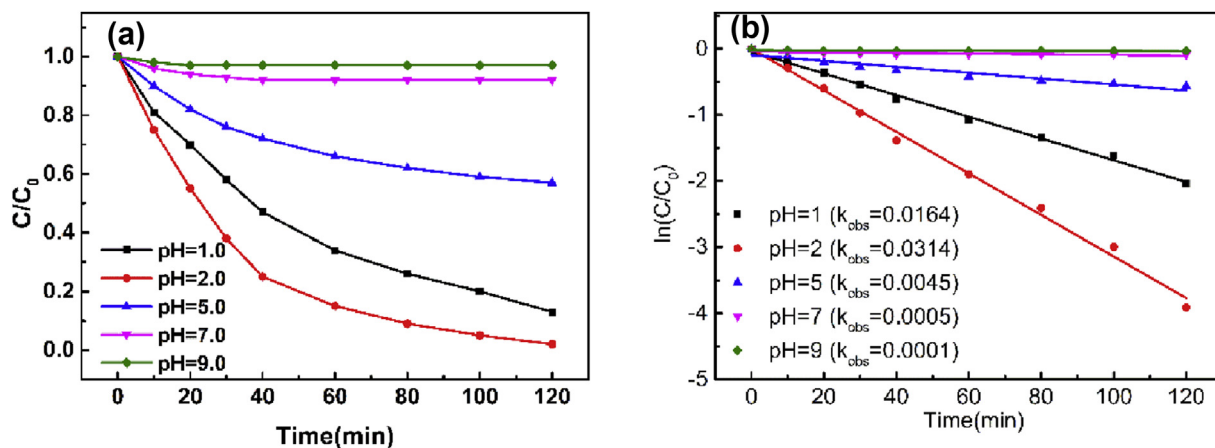 (a)
1.0
0.8
0.6
0.4
0.2
0.0
C/C0
pH=1.0
pH=2.0
pH=5.0
pH=7.0
pH=9.0
0 20 40 60 80 100 120
Time(min)
(b)
0
-1
-2
-3
-4
-5
ln(C/C0)
pH=1 (kobs=0.0164)
pH=2 (kobs=0.0314)
pH=5 (kobs=0.0045)
pH=7 (kobs=0.0005)
pH=9 (kobs=0.0001)
0 20 40 60 80 100 120
Time(min)